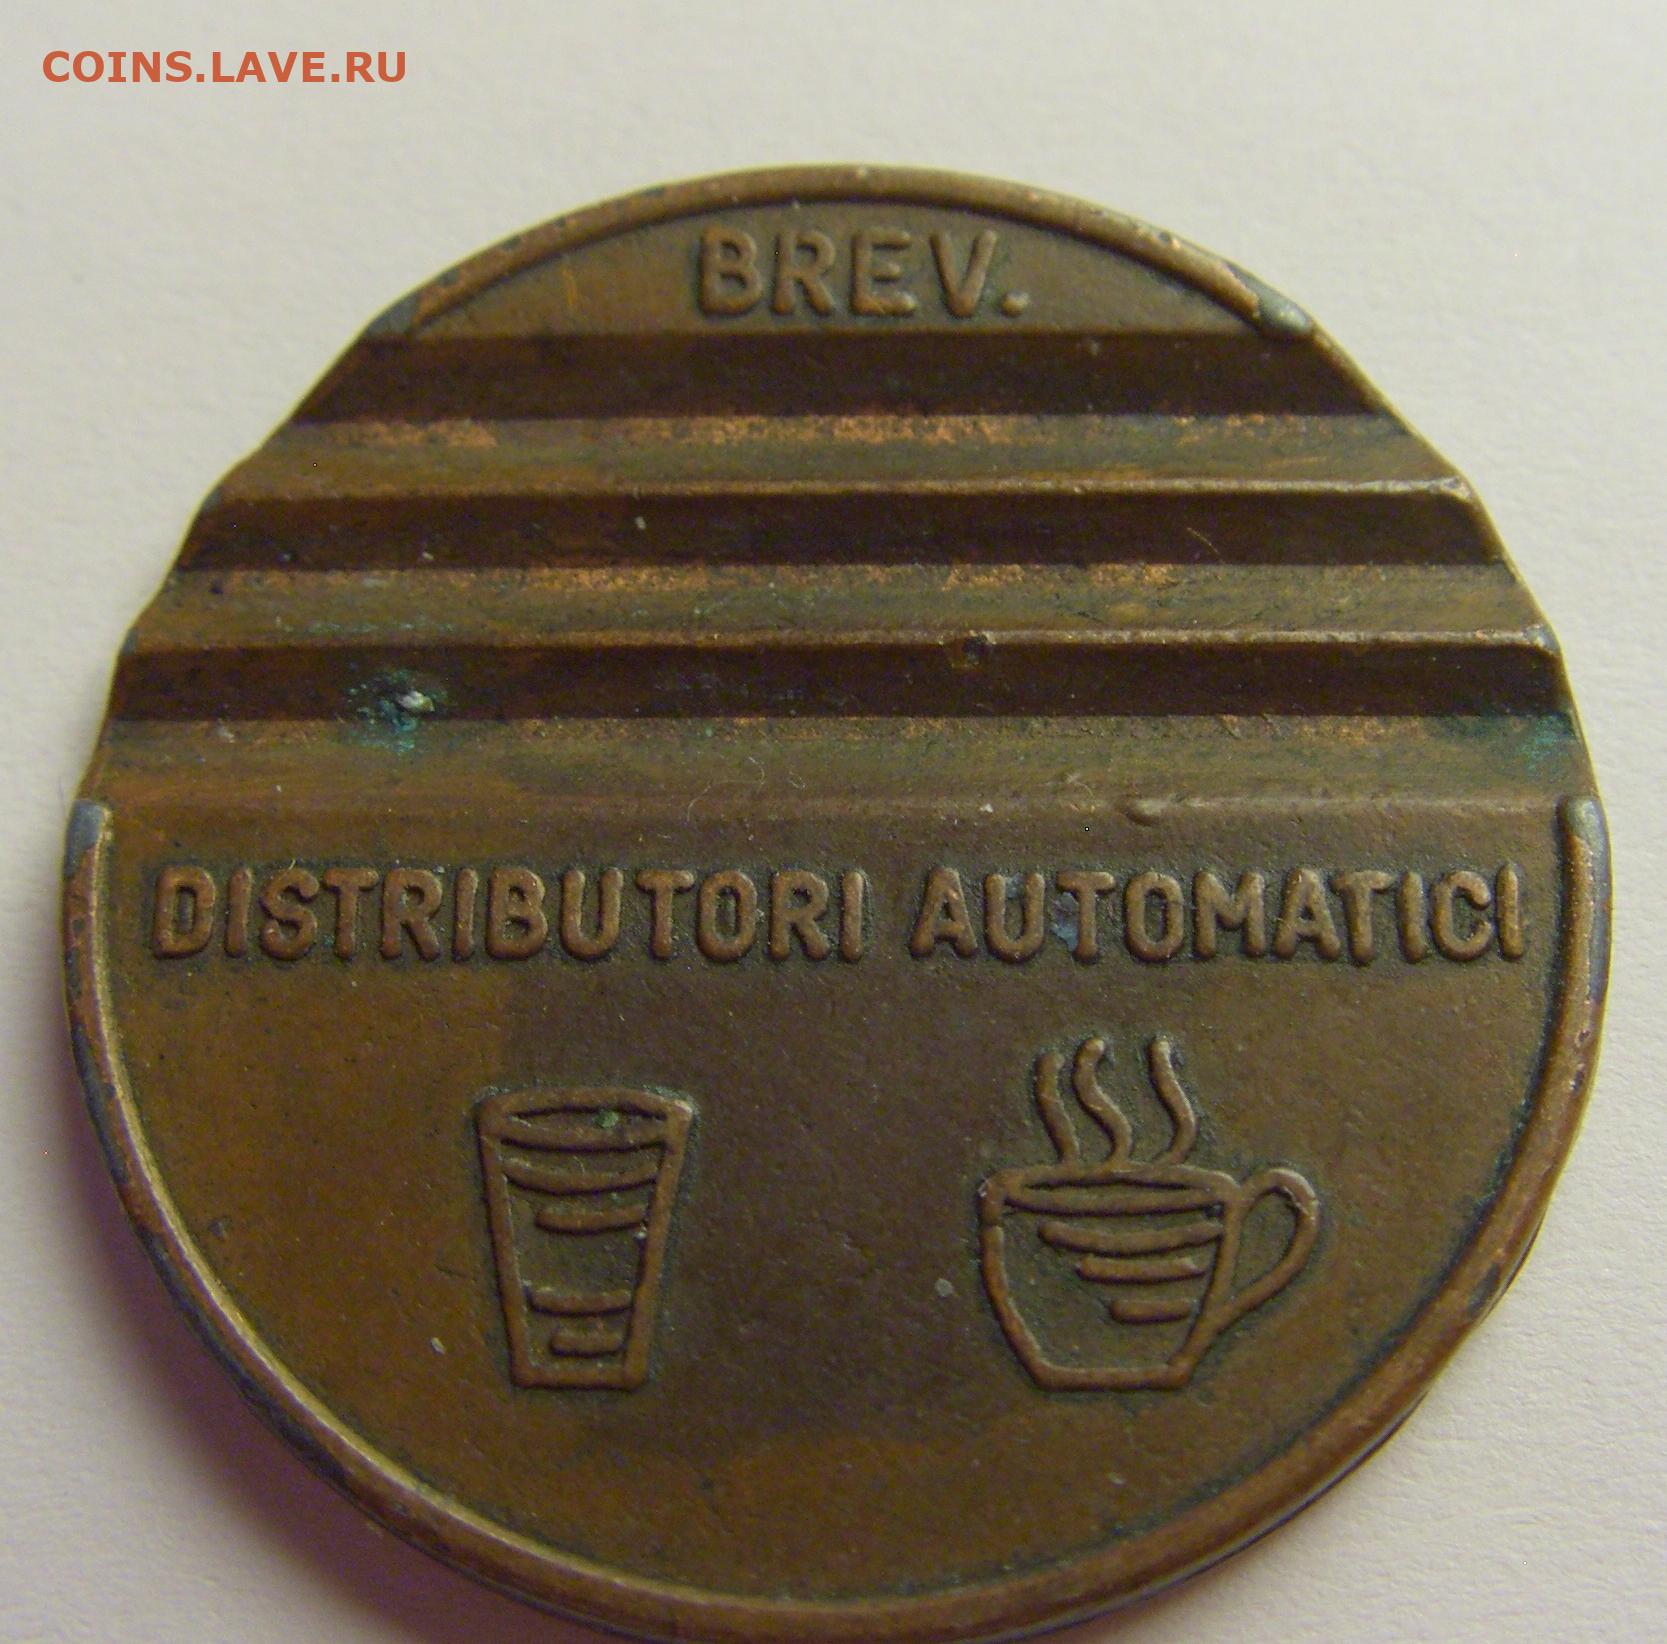 COINS.LAVE.RU
BREV.
DISTRIBUTORI AUTOMATICI